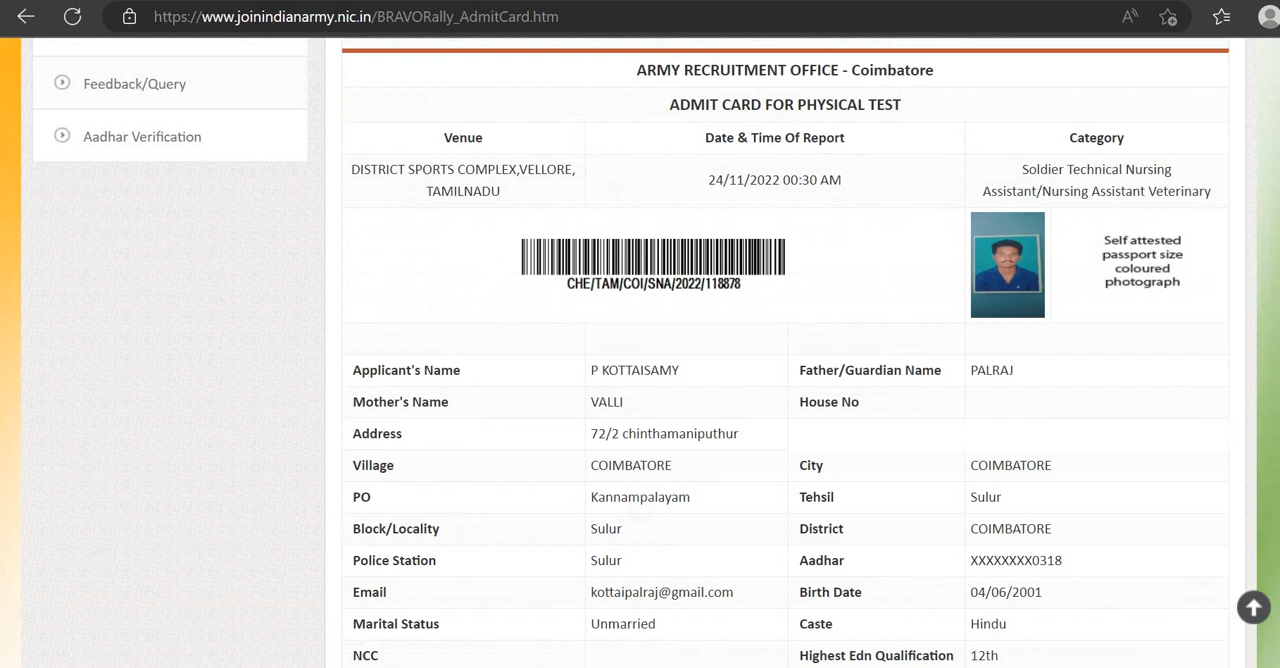 https://www.joinindianarmy.nic.in/BRAVORally_AdmitCard.htm
Feedback/Query
Aadhar Verification
ARMY RECRUITMENT OFFICE - Coimbatore
ADMIT CARD FOR PHYSICAL TEST
Venue Date & Time Of Report Category
DISTRICT SPORTS COMPLEX,VELLORE,
TAMILNADU
24/11/2022 00:30 AM
Soldier Technical Nursing
Assistant/Nursing Assistant Veterinary
CHE/TAM/COI/SNA/2022/118878
Self attested
passport size
coloured
photograph
Applicant's Name P KOTTAISAMY Father/Guardian Name PALRAJ
Mother's Name VALLI House No
Address 72/2 chinthamaniputhur
Village COIMBATORE City COIMBATORE
PO Kannampalayam Tehsil Sulur
Block/Locality Sulur District COIMBATORE
Police Station Sulur Aadhar XXXXXXXX0318
Email kottaipalraj@gmail.com Birth Date 04/06/2001
Marital Status Unmarried Caste Hindu
NCC Highest Edn Qualification 12th